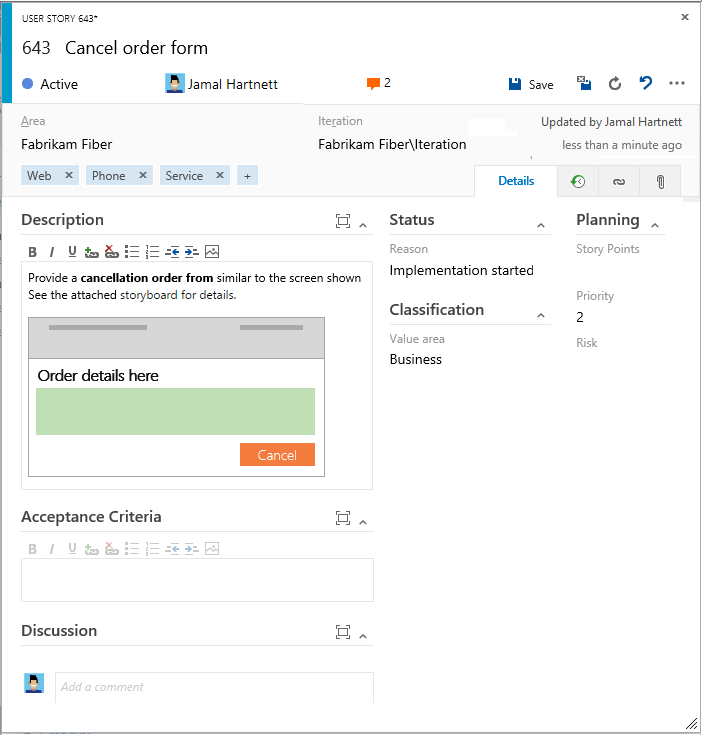 USER STORY 643*
643 Cancel order form
Active
Jamal Hartnett
2
Save
Area
Iteration
Updated by Jamal Hartnett
Fabrikam Fiber
Fabrikam Fiber\Iteration
less than a minute ago
Web
Phone
Service
+
Details
Description
B I U
Provide a cancellation order from similar to the screen shown
See the attached storyboard for details.
Order details here
Cancel
Acceptance Criteria
B I U
Discussion
Add a comment
Status
Reason
Implementation started
Classification
Value area
Business
Planning
Story Points
Priority
2
Risk